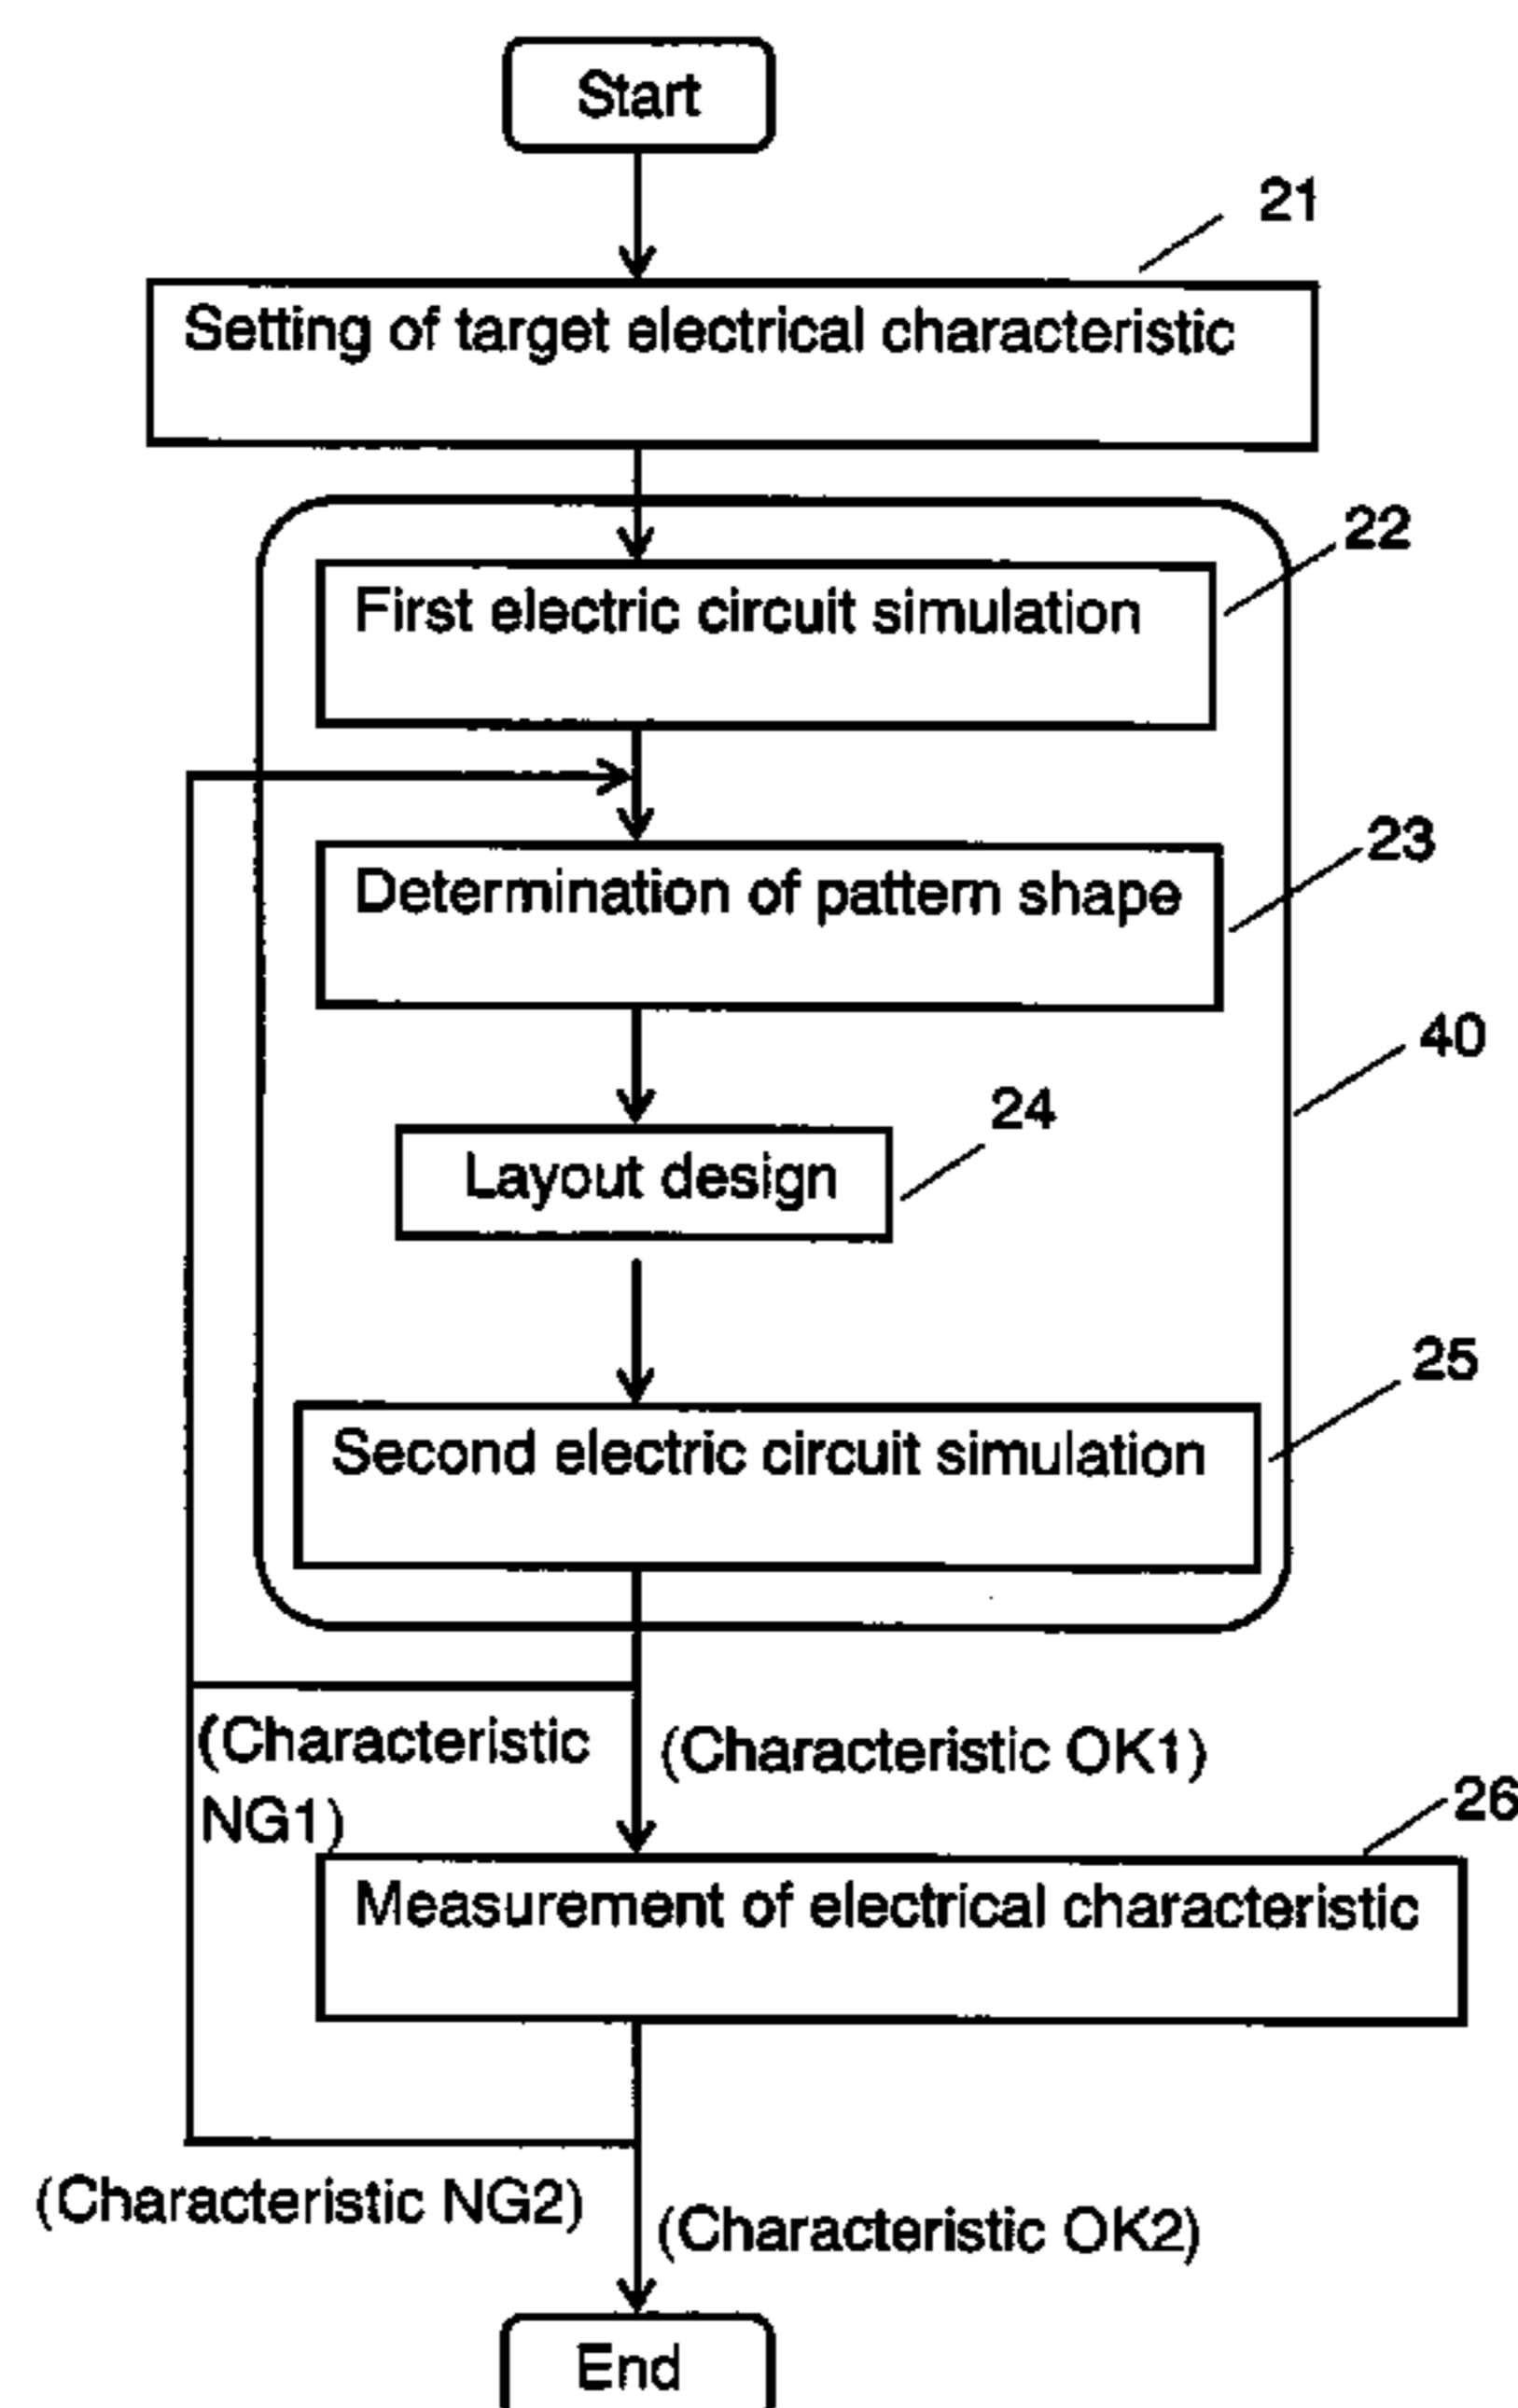 Start
21
Setting of target electrical characteristic
22
First electric circuit simulation
23
Determination of pattern shape
40
24
Layout design
25
Second electric circuit simulation
(Characteristic
NG1)
(Characteristic OK1)
26
Measurement of electrical characteristic
(Characteristic NG2)
(Characteristic OK2)
End